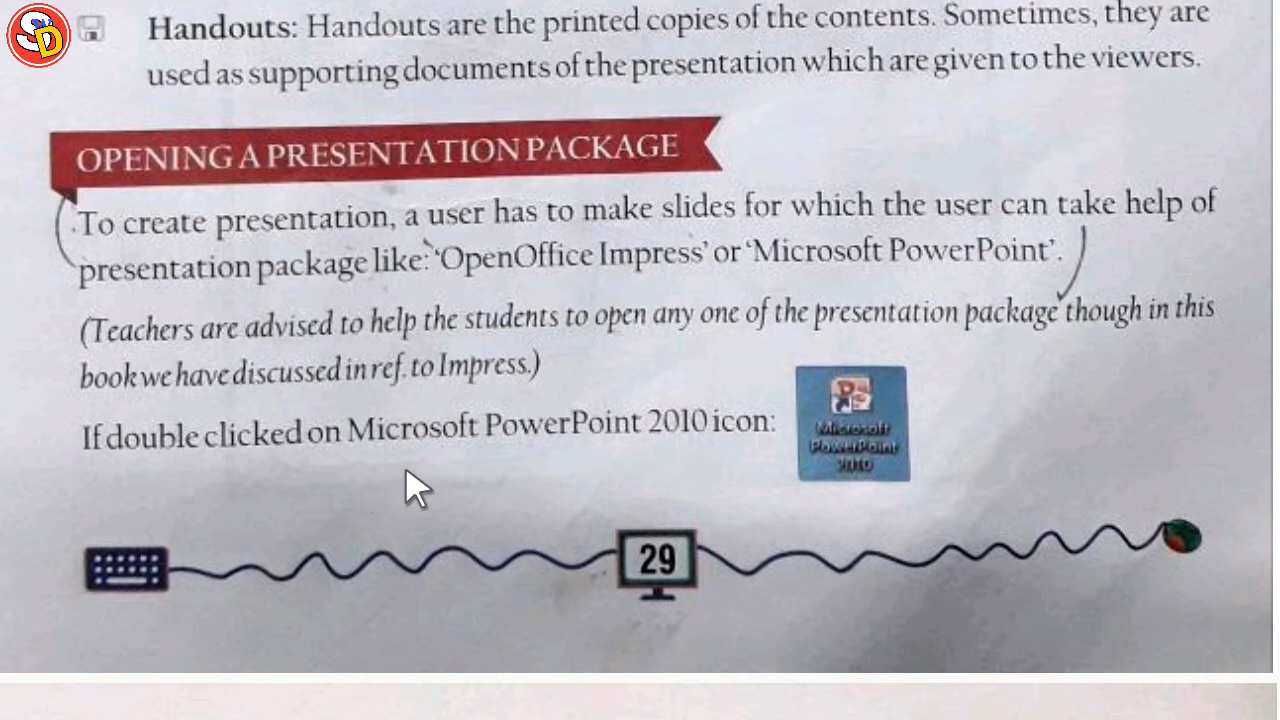 SD
Handouts: Handouts are the printed copies of the contents. Sometimes, they are
used as supporting documents of the presentation which are given to the viewers.
OPENING A PRESENTATION PACKAGE
To create presentation, a user has to make slides for which the user can take help of
presentation package like: 'OpenOffice Impress' or 'Microsoft PowerPoint'.
(Teachers are advised to help the students to open any one of the presentation package though in this
book we have discussed in ref. to Impress.)
If double clicked on Microsoft PowerPoint 2010 icon:
Microsoft
PowerPoint
2010
29